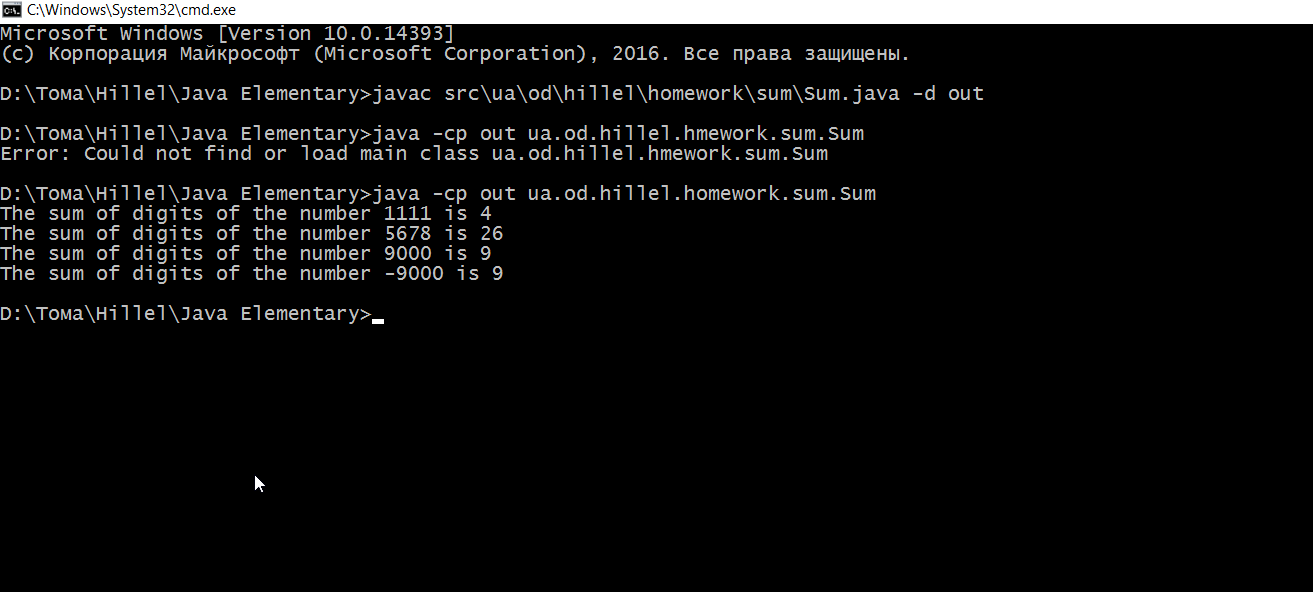 C:\Windows\System32\cmd.exe
Microsoft Windows [Version 10.0.14393]
(c) Корпорация Майкрософт (Microsoft Corporation), 2016. Все права защищены.
D:\Тома\Hillel\Java Elementary>javac src\ua\od\hillel\homework\sum\Sum.java -d out
D:\Тома\Hillel\Java Elementary>java -cp out ua.od.hillel.hmework.sum.Sum
Error: Could not find or load main class ua.od.hillel.hmework.sum.Sum
D:\Тома\Hillel\Java Elementary>java -cp out ua.od.hillel.homework.sum.Sum
The sum of digits of the number 1111 is 4
The sum of digits of the number 5678 is 26
The sum of digits of the number 9000 is 9
The sum of digits of the number -9000 is 9
D:\Тома\Hillel\Java Elementary>